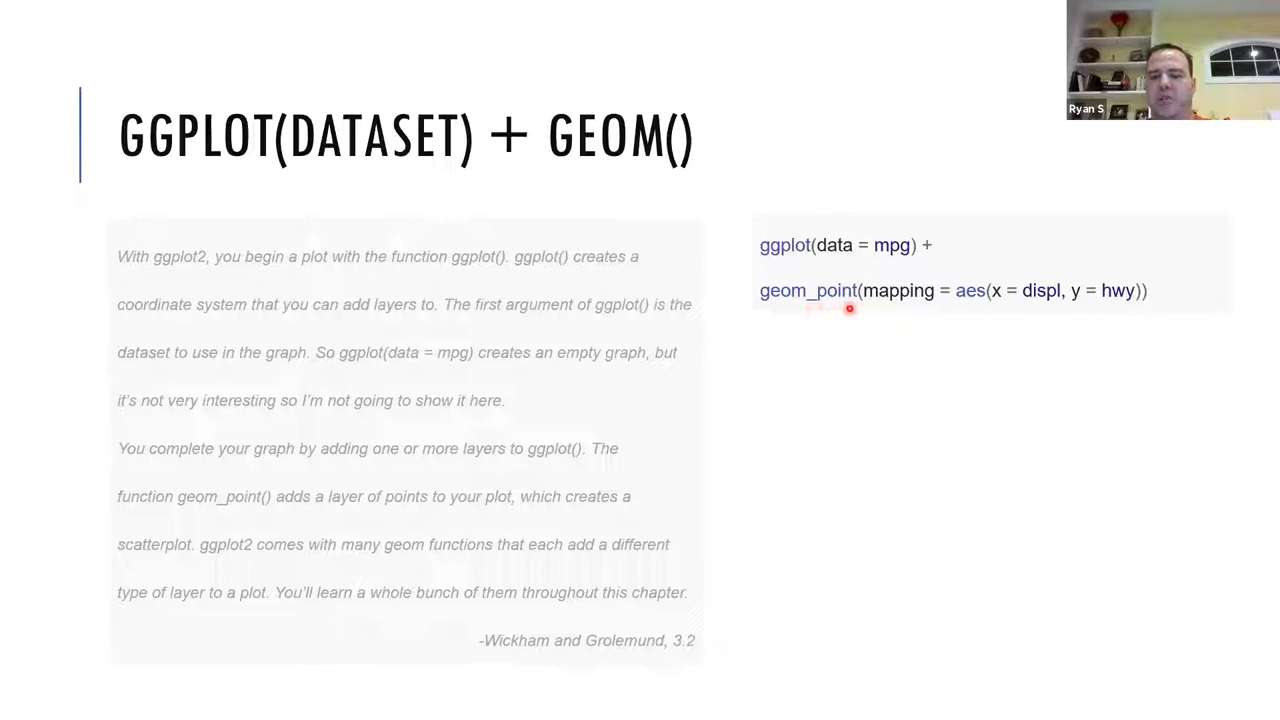 GGPLOT(DATASET) + GEOM()
Ryan S
With ggplot2, you begin a plot with the function ggplot(). ggplot() creates a
coordinate system that you can add layers to. The first argument of ggplot() is the
dataset to use in the graph. So ggplot(data = mpg) creates an empty graph, but
it’s not very interesting so I’m not going to show it here.
You complete your graph by adding one or more layers to ggplot(). The
function geom_point() adds a layer of points to your plot, which creates a
scatterplot. ggplot2 comes with many geom functions that each add a different
type of layer to a plot. You’ll learn a whole bunch of them throughout this chapter.
-Wickham and Grolemund, 3.2
ggplot(data = mpg) +
geom_point(mapping = aes(x = displ, y = hwy))